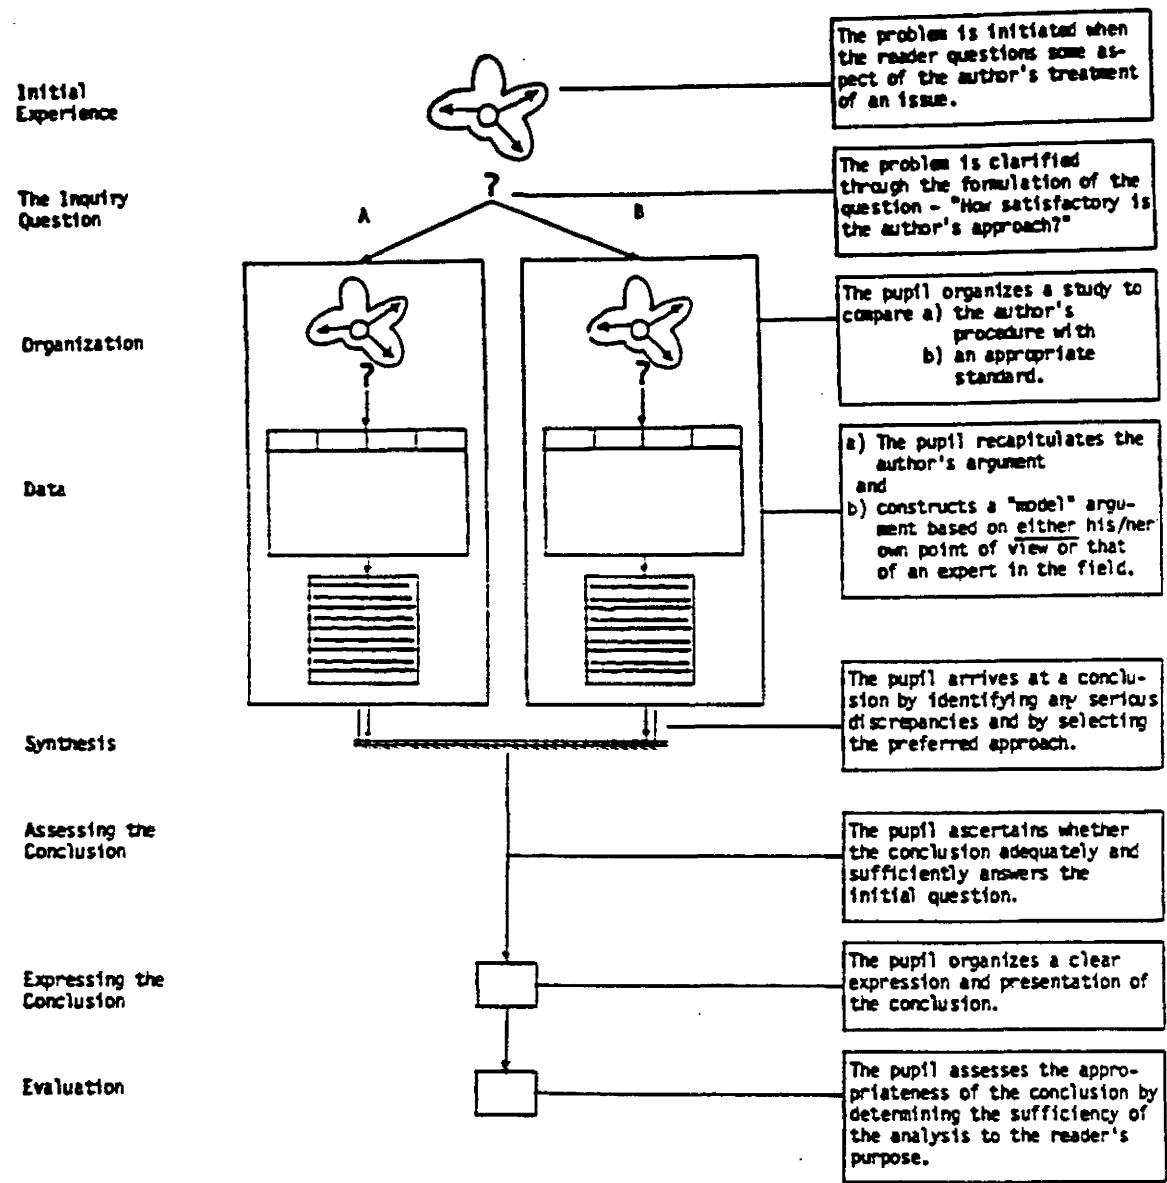 Initial
Experience
The problem is initiated when
the reader questions some as-
pect of the author's treatment
of an issue.
The Inquiry
Question
?
A
B
The problem is clarified
through the formulation of the
question - "How satisfactory is
the author's approach?"
Organization
?
?
The pupil organizes a study to
compare a) the author's
procedure with
b) an appropriate
standard.
Data
a) The pupil recapitulates the
author's argument
and
b) constructs a "model" argu-
ment based on either his/her
own point of view or that
of an expert in the field.
Synthesis
The pupil arrives at a conclu-
sion by identifying any serious
discrepancies and by selecting
the preferred approach.
Assessing the
Conclusion
The pupil ascertains whether
the conclusion adequately and
sufficiently answers the
initial question.
Expressing the
Conclusion
The pupil organizes a clear
expression and presentation of
the conclusion.
Evaluation
The pupil assesses the appro-
priateness of the conclusion by
determining the sufficiency of
the analysis to the reader's
purpose.